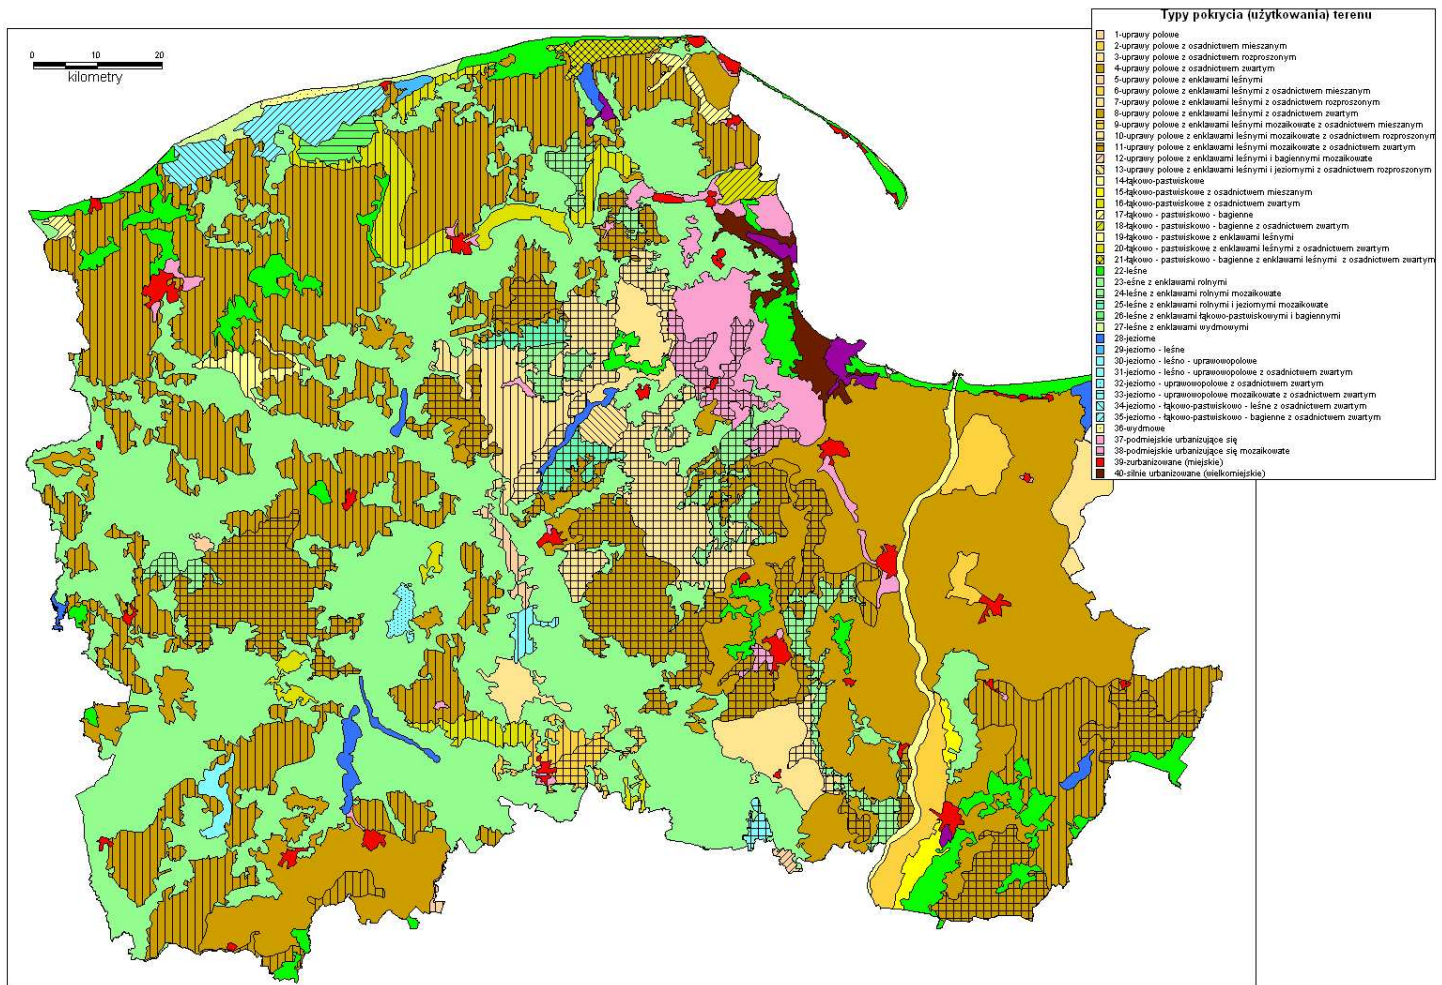 Typy pokrycia (użytkowania) terenu
0 10 20
kilometry
1-uprawy polowe
2-uprawy polowe z osadnictwem mieszanym
3-uprawy polowe z osadnictwem rozproszonym
4-uprawy polowe z osadnictwem zwartym
5-uprawy polowe z enklawami leśnymi
6-uprawy polowe z enklawami leśnymi z osadnictwem mieszanym
7-uprawy polowe z enklawami leśnymi z osadnictwem rozproszonym
8-uprawy polowe z enklawami leśnymi z osadnictwem zwartym
9-uprawy polowe z enklawami leśnymi mozaikowate z osadnictwem mieszanym
10-uprawy polowe z enklawami leśnymi mozaikowate z osadnictwem rozproszonym
11-uprawy polowe z enklawami leśnymi mozaikowate z osadnictwem zwartym
12-uprawy polowe z enklawami leśnymi i bagiennymi mozaikowate
13-uprawy polowe z enklawami leśnymi i jeziornymi z osadnictwem rozproszonym
14-łąkowo-pastwiskowe
15-łąkowo-pastwiskowe z osadnictwem mieszanym
16-łąkowo-pastwiskowe z osadnictwem zwartym
17-łąkowo - pastwiskowo - bagienne
18-łąkowo - pastwiskowo - bagienne z osadnictwem zwartym
19-łąkowo - pastwiskowe z enklawami leśnymi
20-łąkowo - pastwiskowe z enklawami leśnymi z osadnictwem zwartym
21-łąkowo - pastwiskowo - bagienne z enklawami leśnymi z osadnictwem zwartym
22-leśne
23-eśne z enklawami rolnymi
24-leśne z enklawami rolnymi mozaikowate
25-leśne z enklawami rolnymi i jeziornymi mozaikowate
26-leśne z enklawami łąkowo-pastwiskowymi i bagiennymi
27-leśne z enklawami wydmowymi
28-jeziorne
29-jeziorno - leśne
30-jeziorno - leśno - uprawowopolowe
31-jeziorno - leśno - uprawowopolowe z osadnictwem zwartym
32-jeziorno - uprawowopolowe z osadnictwem zwartym
33-jeziorno - uprawowopolowe mozaikowate z osadnictwem zwartym
34-jeziorno - łąkowo-pastwiskowo - leśne z osadnictwem zwartym
35-jeziorno - łąkowo-pastwiskowo - bagienne z osadnictwem zwartym
36-wydmowe
37-podmiejskie urbanizujące się
38-podmiejskie urbanizujące się mozaikowate
39-zurbanizowane (miejskie)
40-silnie urbanizowane (wielkomiejskie)